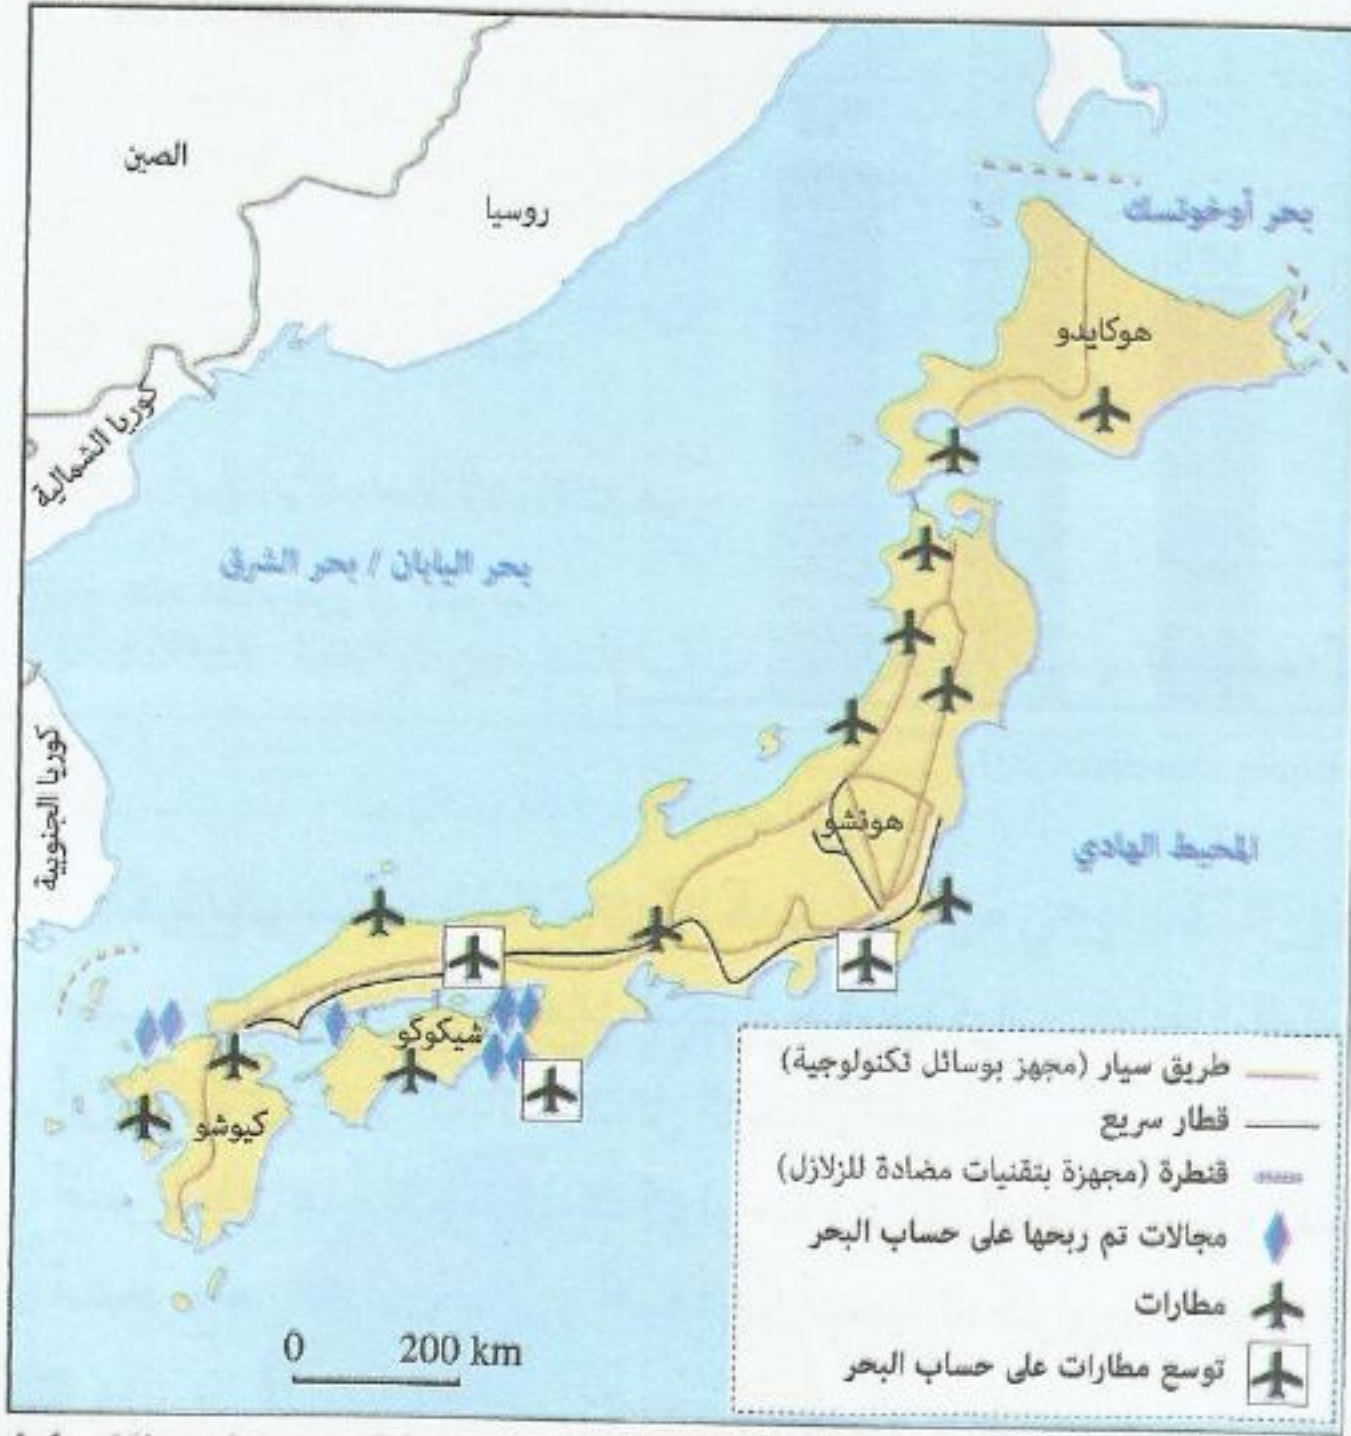 الصين
روسيا
بحر أوخوتسك
هوكايدو
كوريا الشمالية
بحر اليابان / بحر الشرق
كوريا الجنوبية
هونشو
المحيط الهادي
شيكوكو
كيوشو
طريق سيار (مجهز بوسائل تكنولوجية)
قطار سريع
قنطرة (مجهزة بتقنيات مضادة للزلازل)
مجالات تم ربحها على حساب البحر
مطارات
توسع مطارات على حساب البحر
0 200 km